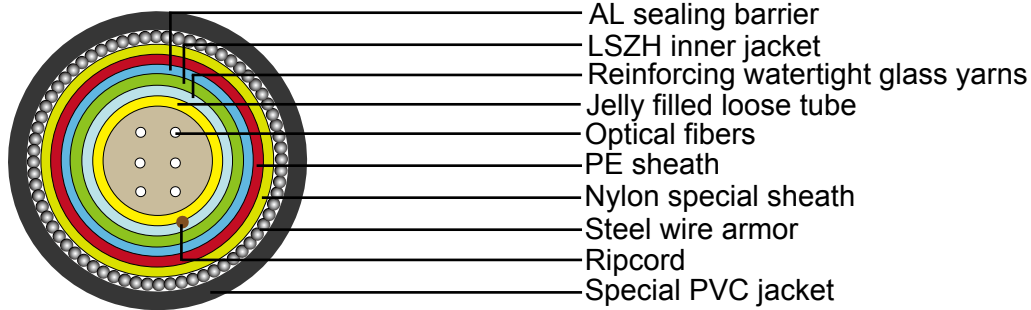 AL sealing barrier
LSZH inner jacket
Reinforcing watertight glass yarns
Jelly filled loose tube
Optical fibers
PE sheath
Nylon special sheath
Steel wire armor
Ripcord
Special PVC jacket